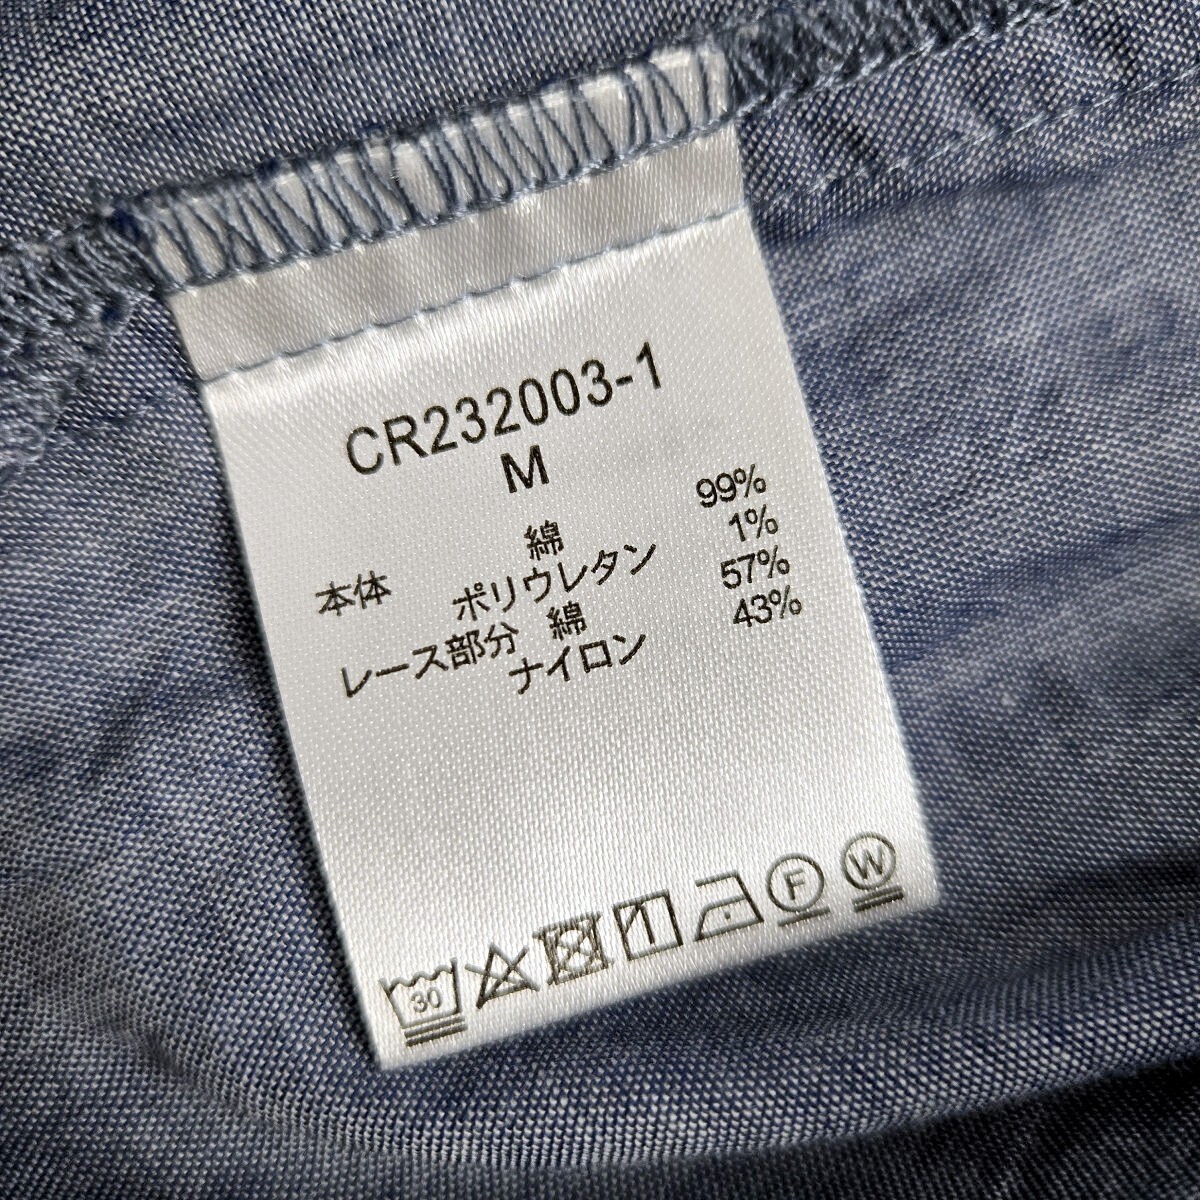 CR232003-1
M
綿 99%
本体 ポリウレタン 1%
レース部分 綿 57%
ナイロン 43%
30 F W